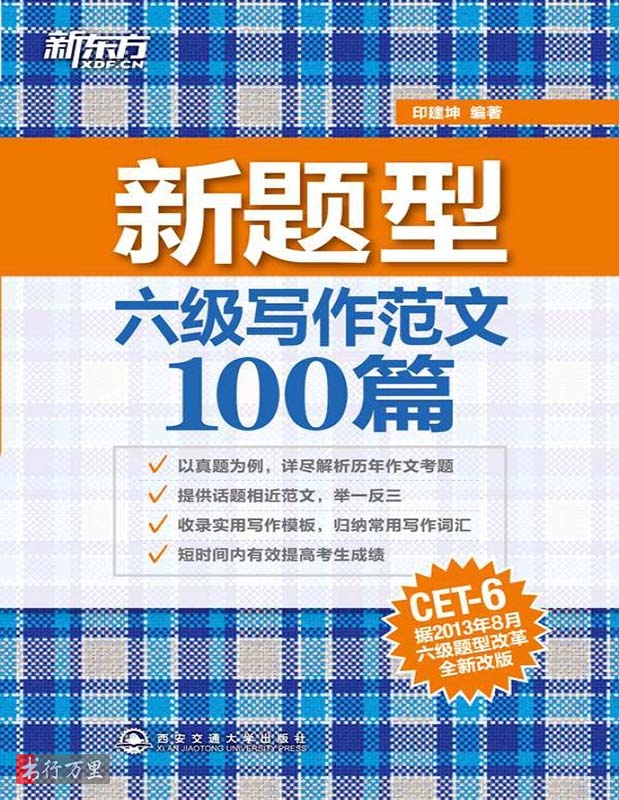 新东方
XDF.CN
印建坤 编著
新题型
六级写作范文
100篇
以真题为例，详尽解析历年作文考题
提供话题相近范文，举一反三
收录实用写作模板，归纳常用写作词汇
短时间内有效提高考生成绩
CET-6
据2013年8月
六级题型改革
全新改版
西安交通大学出版社
XI'AN JIAOTONG UNIVERSITY PRESS
书行万里